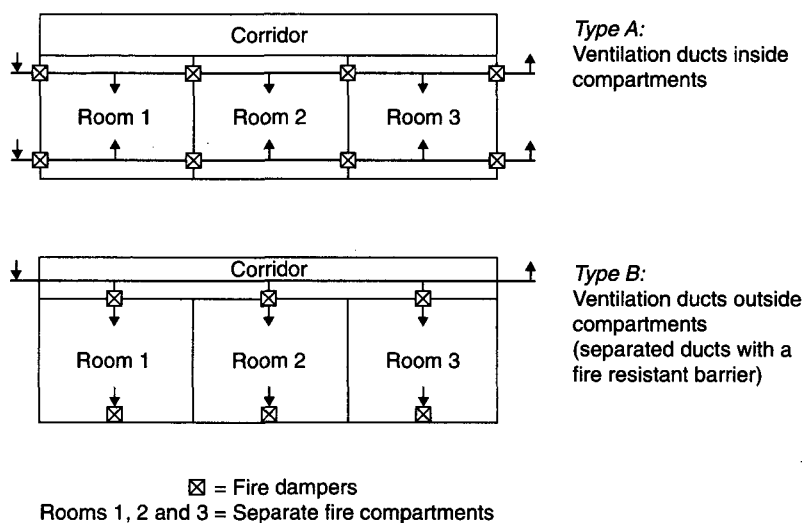 Corridor
Room 1
Room 2
Room 3
Type A:
Ventilation ducts inside
compartments
Corridor
Room 1
Room 2
Room 3
Type B:
Ventilation ducts outside
compartments
(separated ducts with a
fire resistant barrier)
= Fire dampers
Rooms 1, 2 and 3 = Separate fire compartments